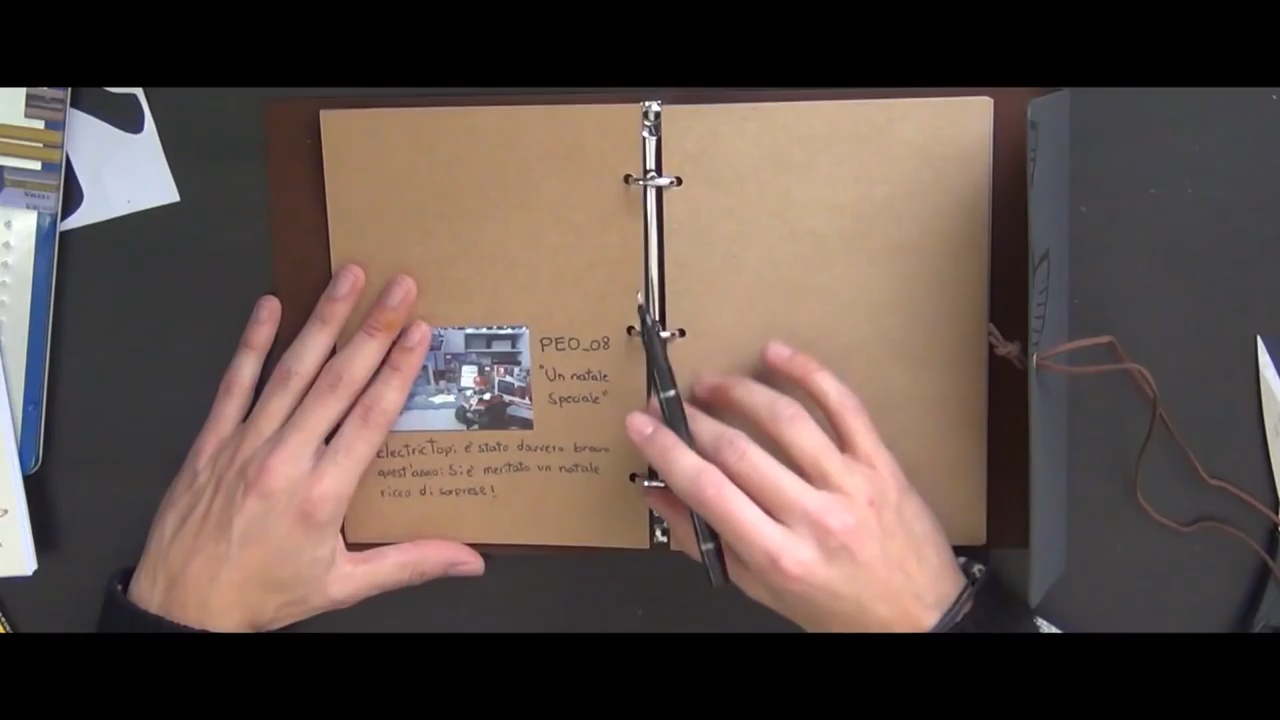 PEO_08
"Un natale
Speciale"
electricTopi è stato davvero bravo
quest'anno: Si è meritato un natale
ricco di sorprese!